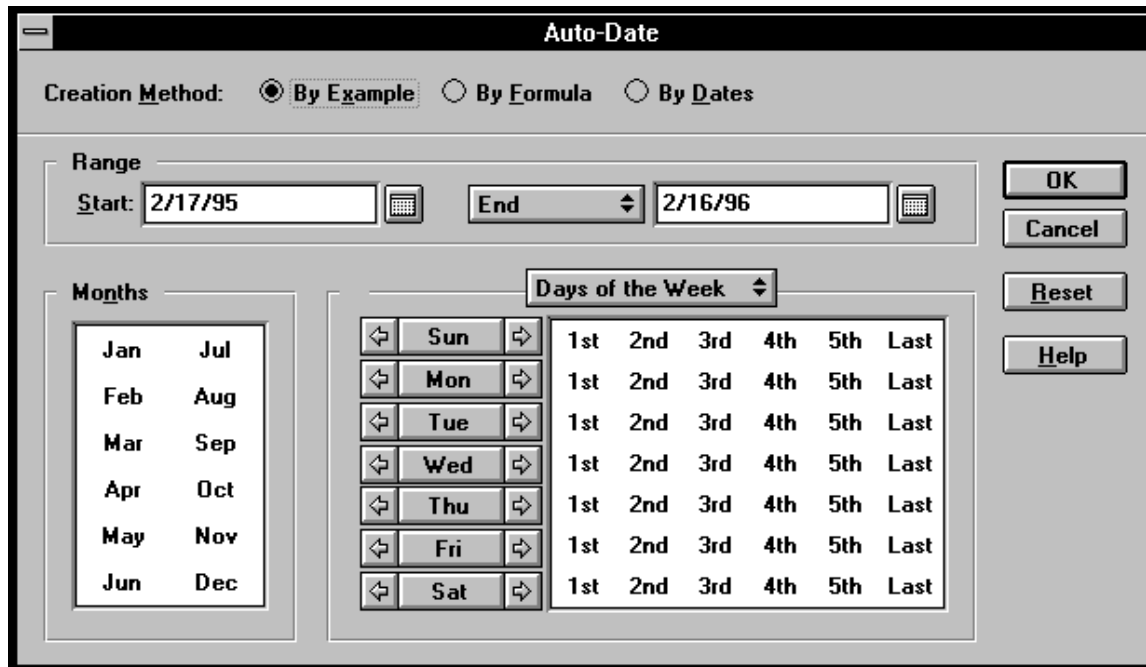 Auto-Date
Creation Method: By Example By Formula By Dates
Range
Start: 2/17/95 End 2/16/96
OK
Cancel
Reset
Help
Months
Jan Jul
Feb Aug
Mar Sep
Apr Oct
May Nov
Jun Dec
Days of the Week
Sun 1st 2nd 3rd 4th 5th Last
Mon 1st 2nd 3rd 4th 5th Last
Tue 1st 2nd 3rd 4th 5th Last
Wed 1st 2nd 3rd 4th 5th Last
Thu 1st 2nd 3rd 4th 5th Last
Fri 1st 2nd 3rd 4th 5th Last
Sat 1st 2nd 3rd 4th 5th Last